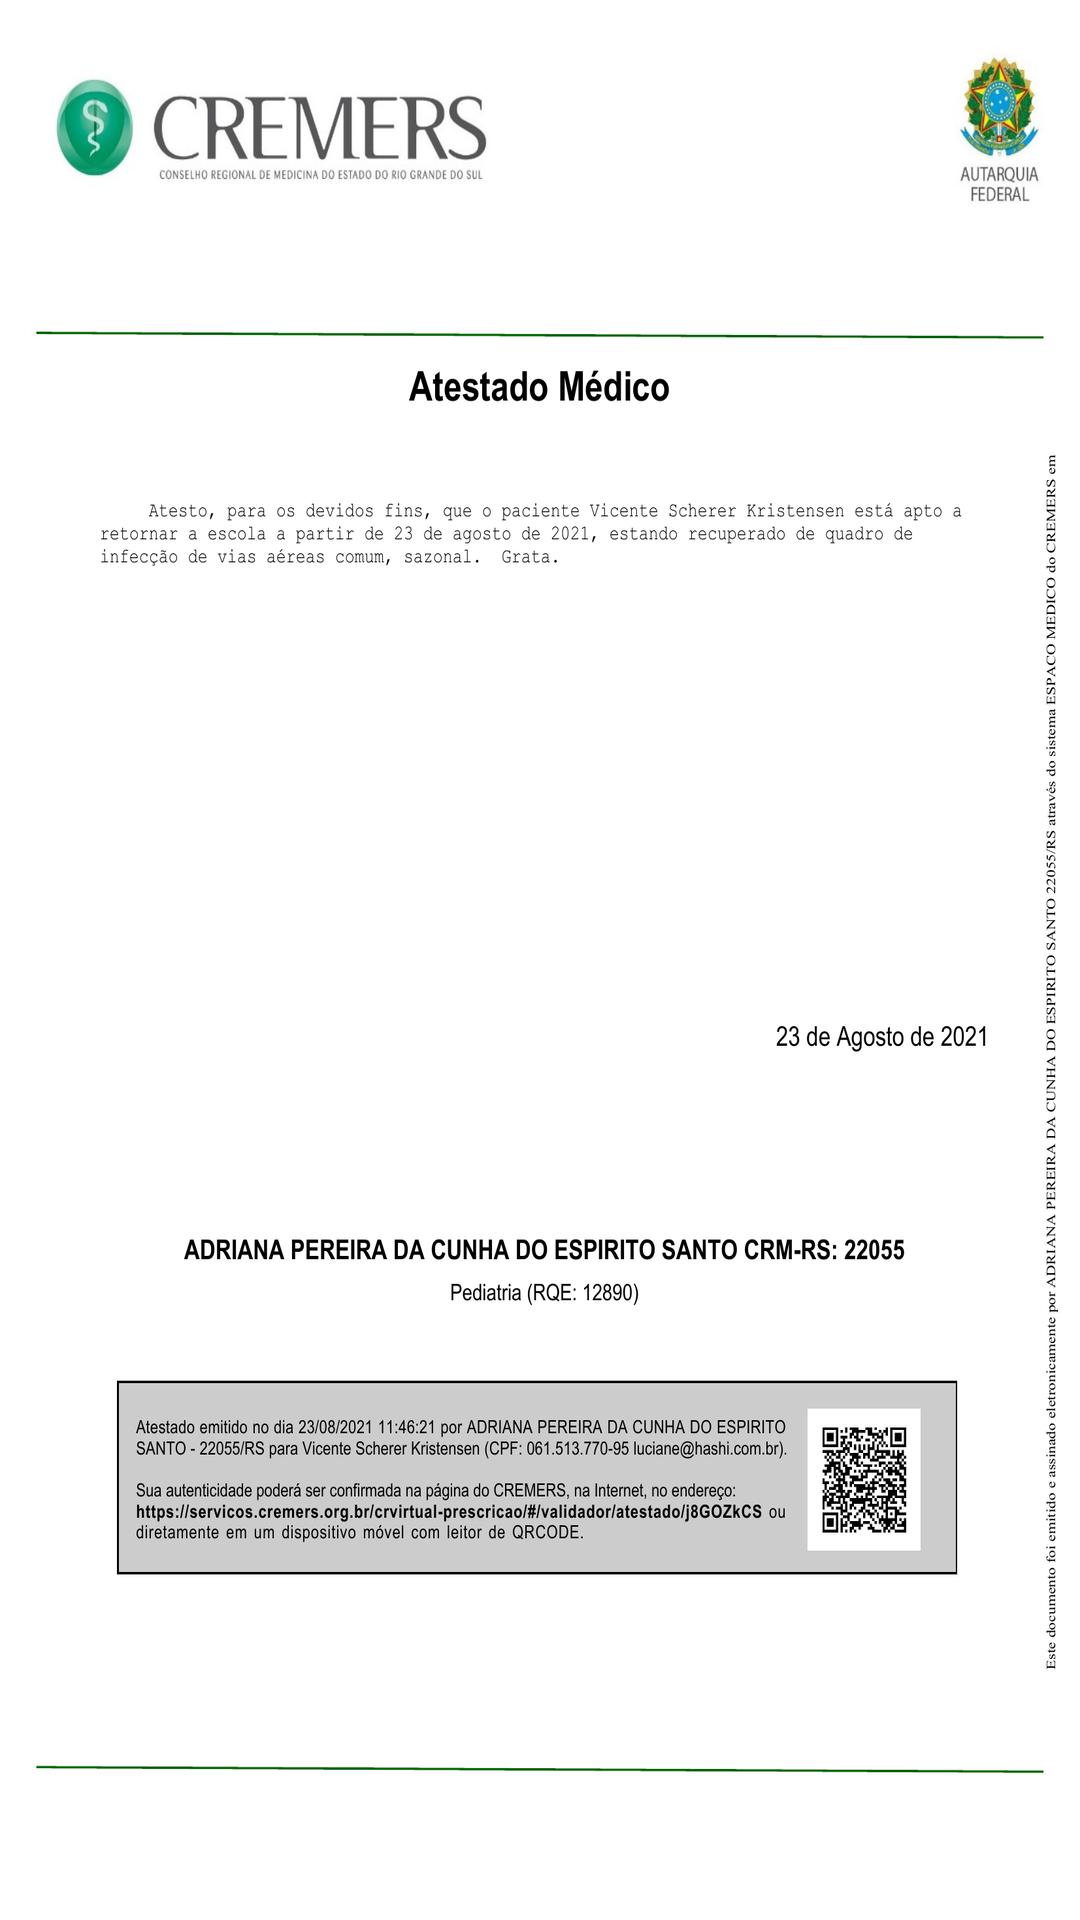 CREMERS
CONSELHO REGIONAL DE MEDICINA DO ESTADO DO RIO GRANDE DO SUL
AUTARQUIA
FEDERAL
Atestado Médico
Atesto, para os devidos fins, que o paciente Vicente Scherer Kristensen está apto a
retornar a escola a partir de 23 de agosto de 2021, estando recuperado de quadro de
infecção de vias aéreas comum, sazonal.  Grata.
23 de Agosto de 2021
ADRIANA PEREIRA DA CUNHA DO ESPIRITO SANTO CRM-RS: 22055
Pediatria (RQE: 12890)
Atestado emitido no dia 23/08/2021 11:46:21 por ADRIANA PEREIRA DA CUNHA DO ESPIRITO
SANTO - 22055/RS para Vicente Scherer Kristensen (CPF: 061.513.770-95 luciane@hashi.com.br).
Sua autenticidade poderá ser confirmada na página do CREMERS, na Internet, no endereço:
https://servicos.cremers.org.br/crvirtual-prescricao/#/validador/atestado/j8GOZkCS ou
diretamente em um dispositivo móvel com leitor de QRCODE.
Este documento foi emitido e assinado eletronicamente por ADRIANA PEREIRA DA CUNHA DO ESPIRITO SANTO 22055/RS através do sistema ESPACO MEDICO do CREMERS em